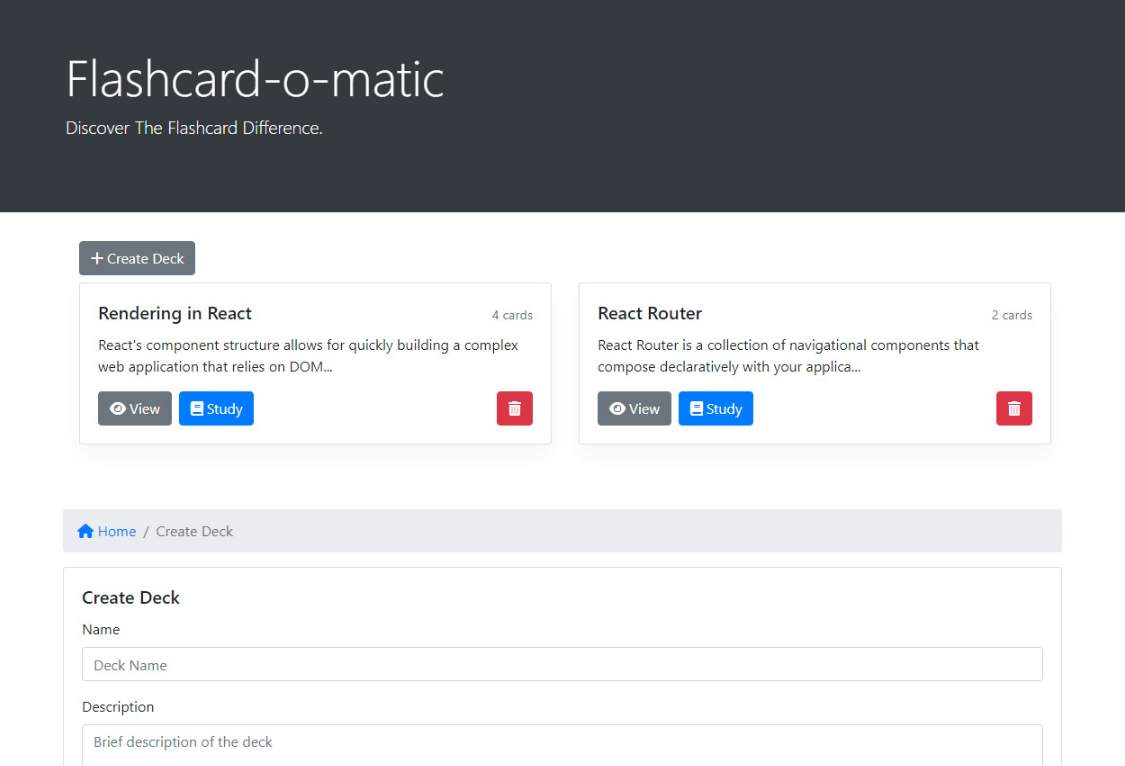 Flashcard-o-matic
Discover The Flashcard Difference.
+ Create Deck
Rendering in React
4 cards
React's component structure allows for quickly building a complex
web application that relies on DOM...
View
Study
React Router
2 cards
React Router is a collection of navigational components that
compose declaratively with your applica...
View
Study
Home / Create Deck
Create Deck
Name
Deck Name
Description
Brief description of the deck